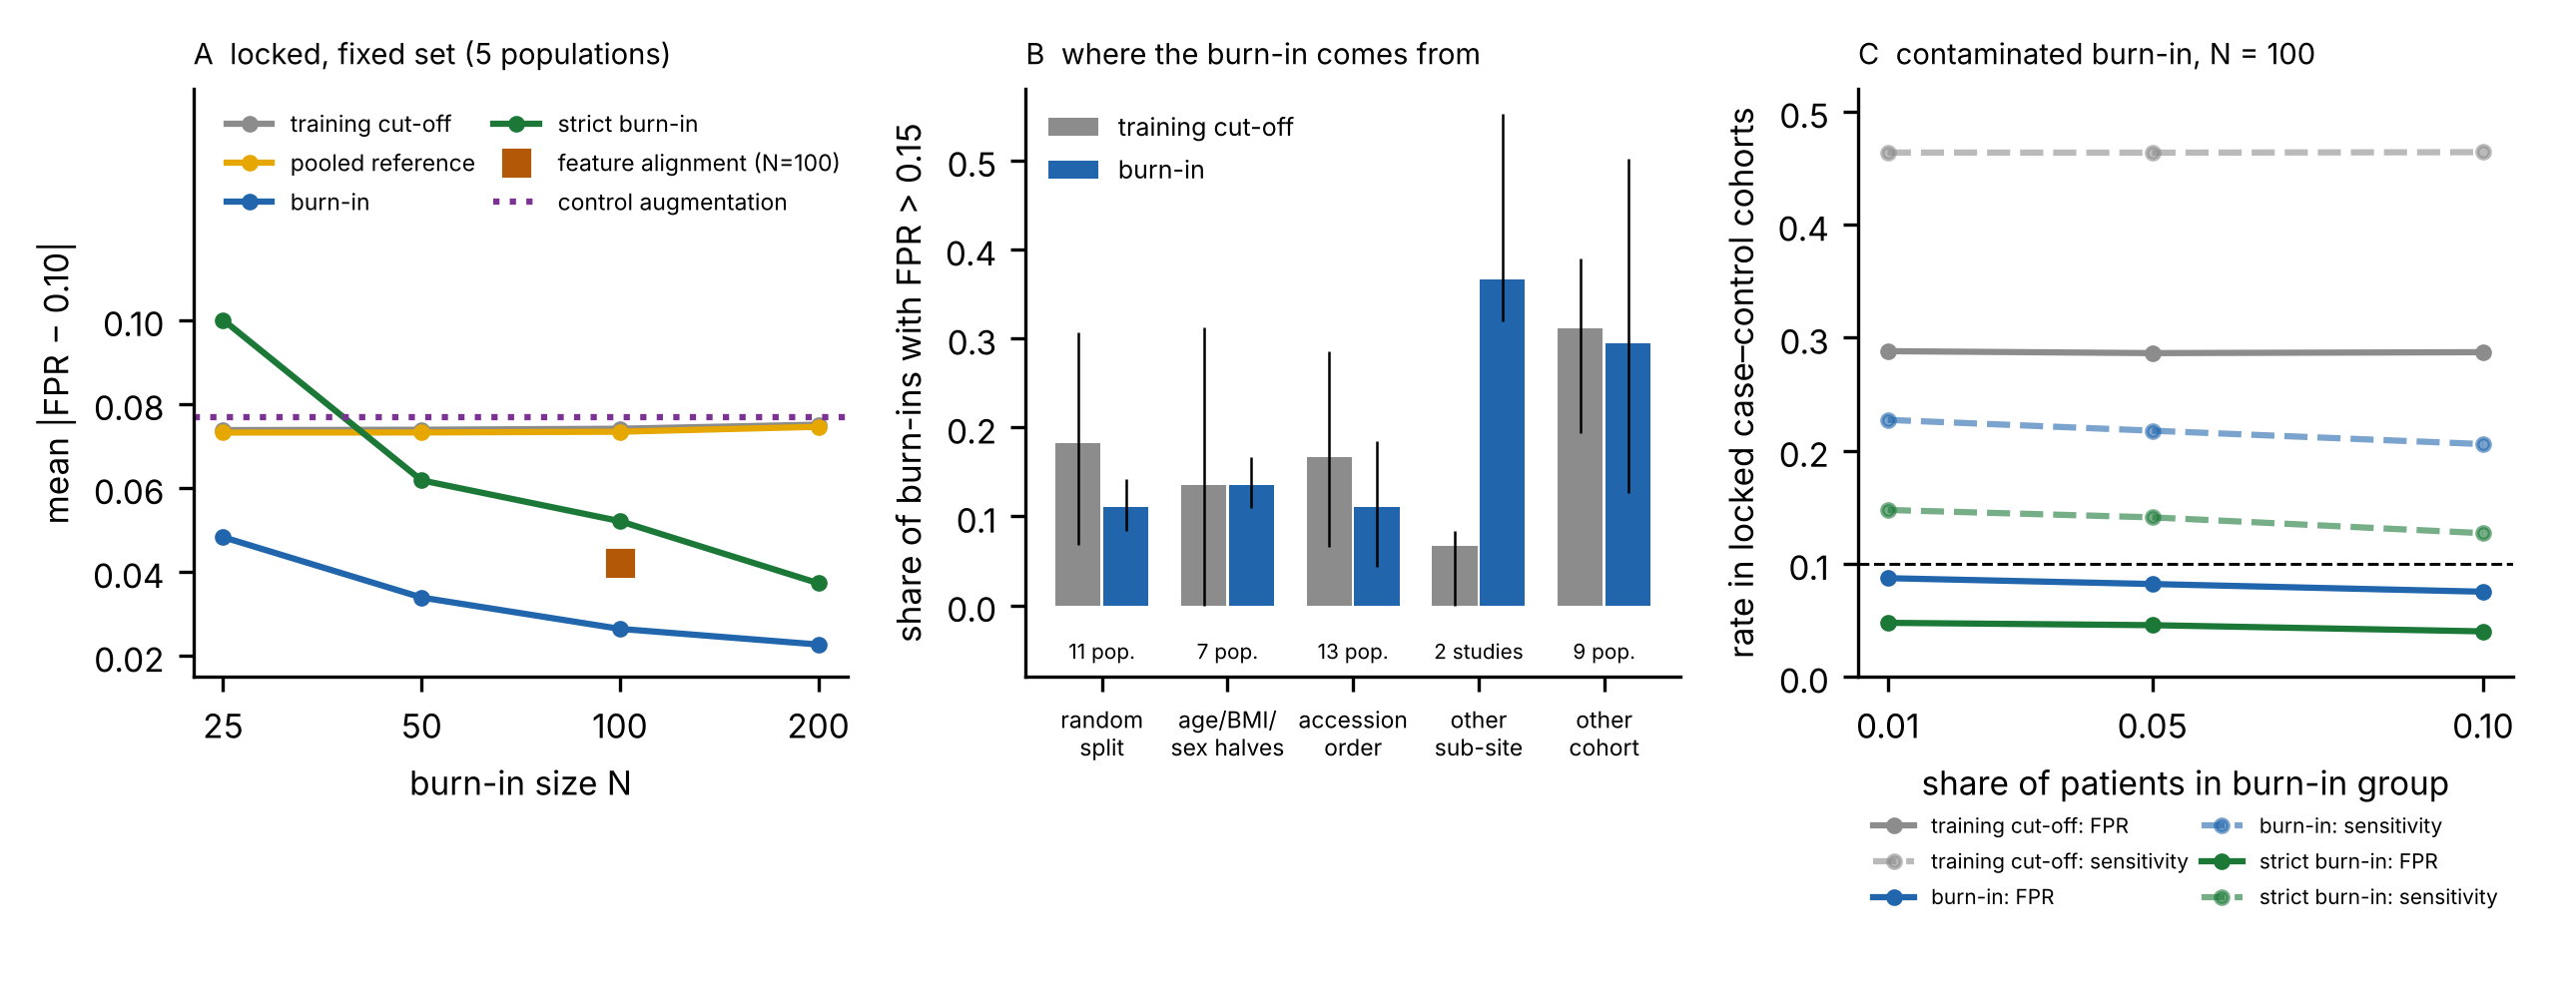 A locked, fixed set (5 populations)
training cut-off
pooled reference
burn-in
strict burn-in
feature alignment (N=100)
control augmentation
mean |FPR − 0.10|
0.10
0.08
0.06
0.04
0.02
25
50
100
200
burn-in size N
B where the burn-in comes from
training cut-off
burn-in
share of burn-ins with FPR > 0.15
0.5
0.4
0.3
0.2
0.1
0.0
11 pop.
7 pop.
13 pop.
2 studies
9 pop.
random
split
age/BMI/
sex halves
accession
order
other
sub-site
other
cohort
C contaminated burn-in, N = 100
rate in locked case–control cohorts
0.5
0.4
0.3
0.2
0.1
0.0
0.01
0.05
0.10
share of patients in burn-in group
training cut-off: FPR
training cut-off: sensitivity
burn-in: FPR
burn-in: sensitivity
strict burn-in: FPR
strict burn-in: sensitivity